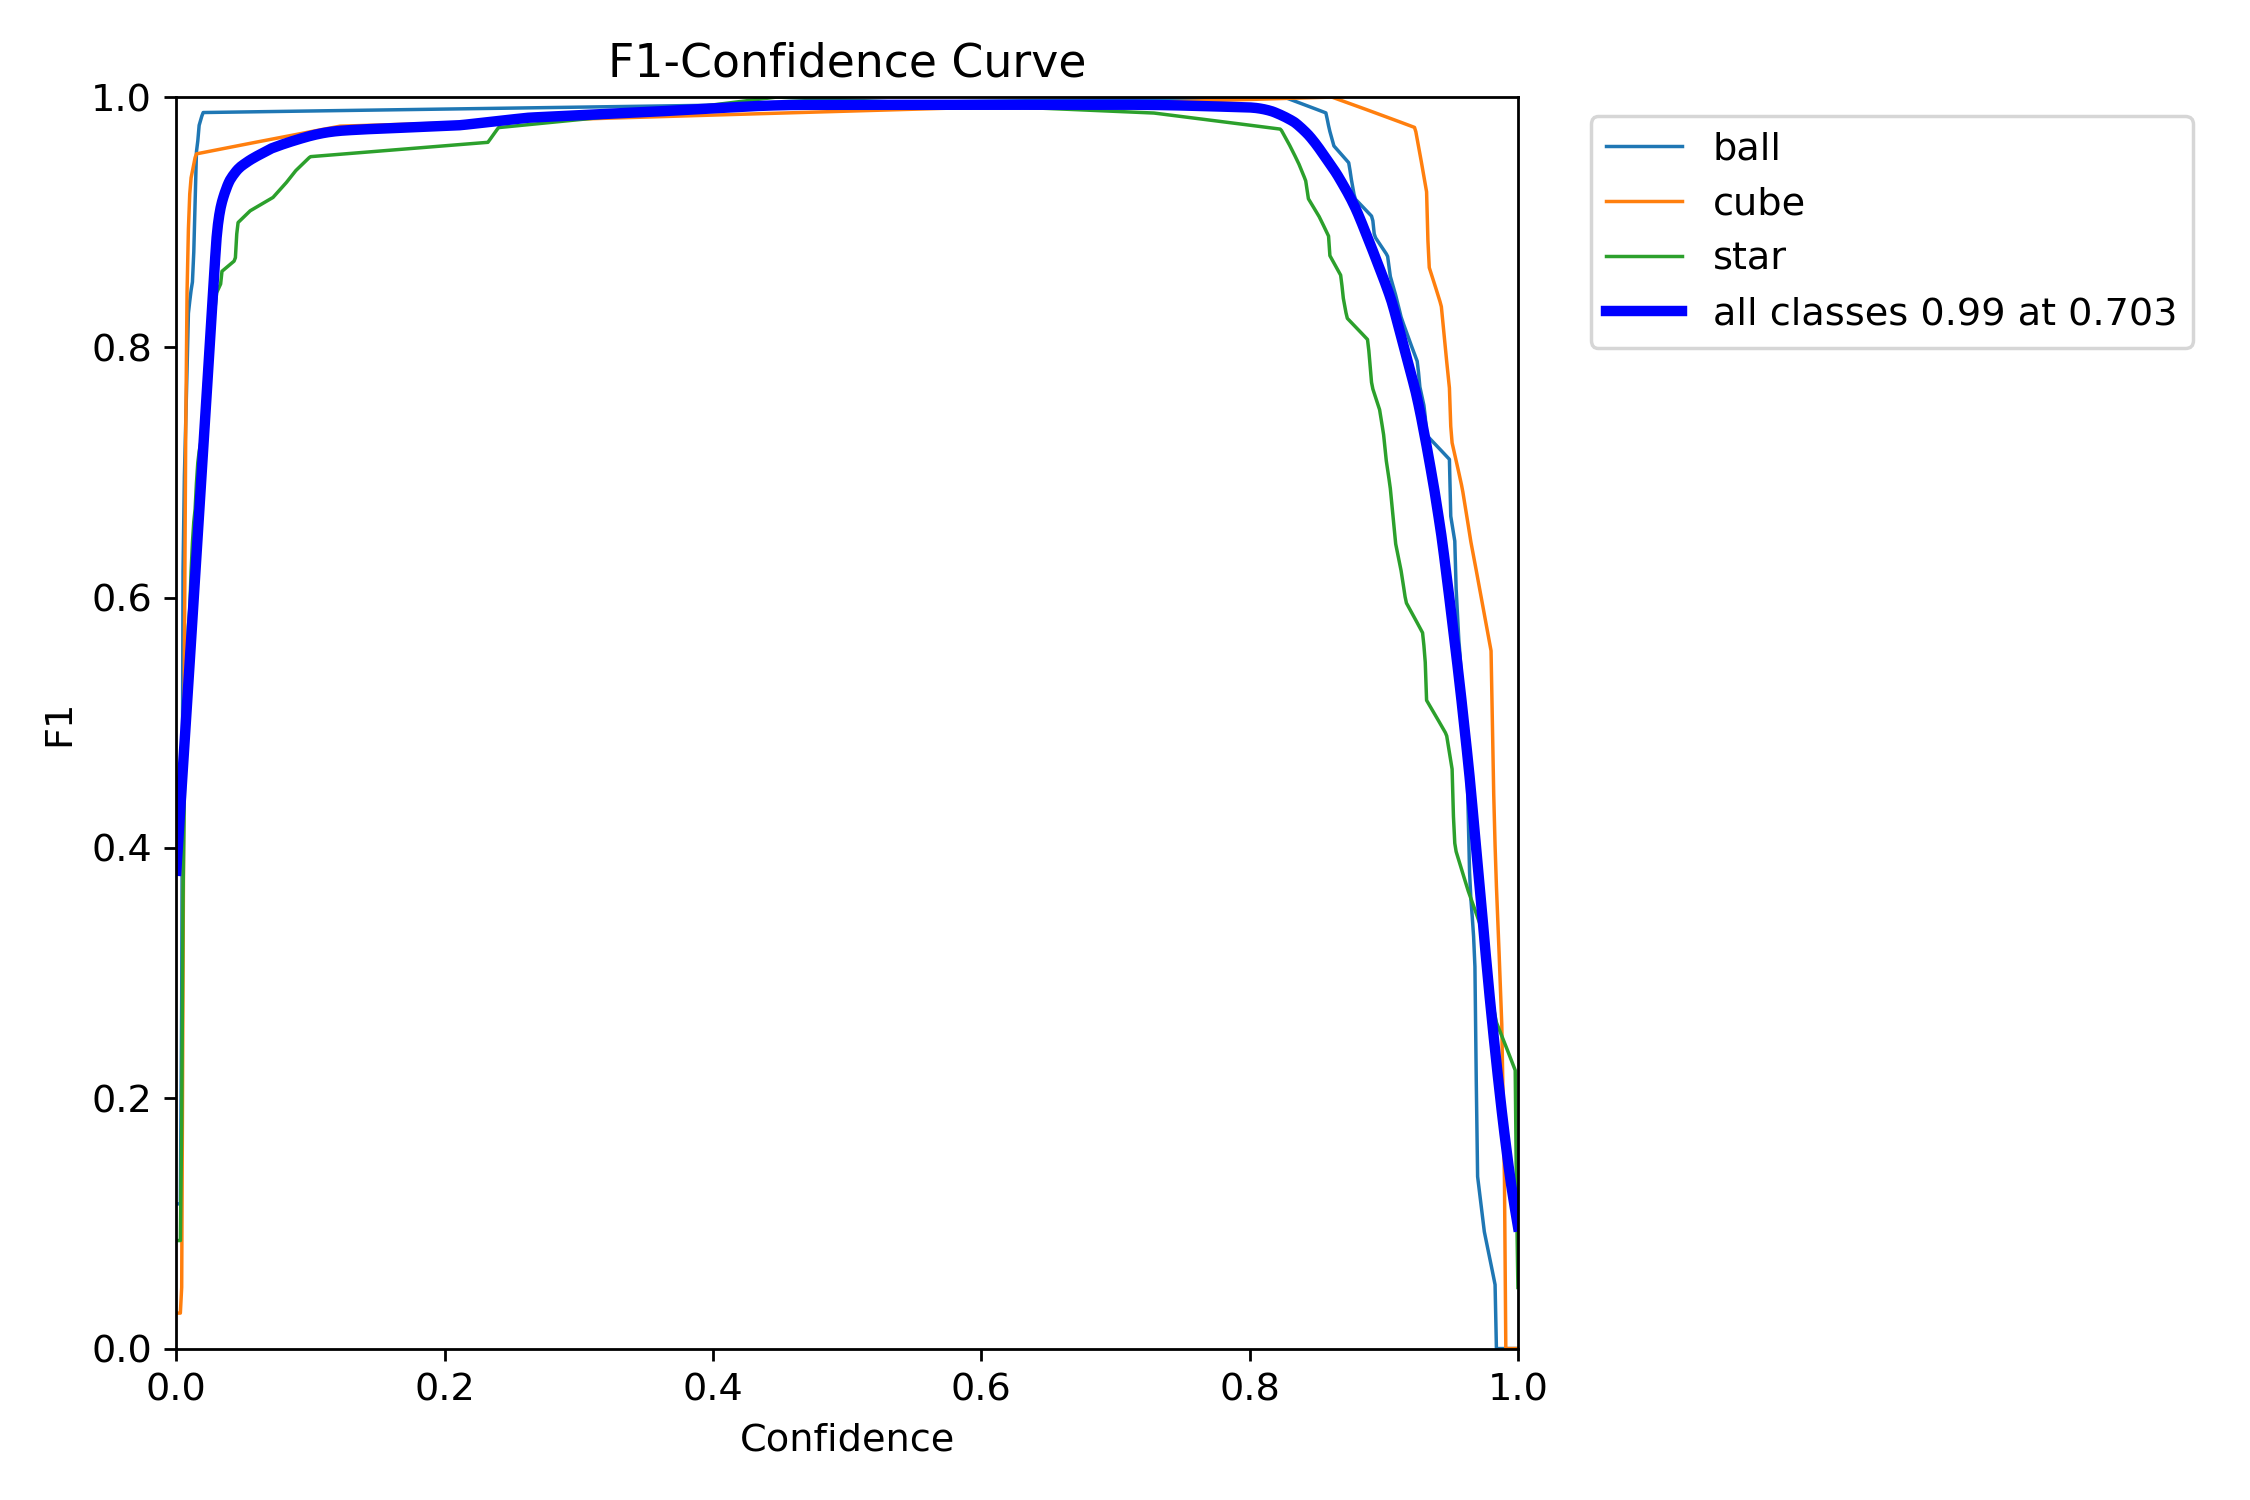 F1-Confidence Curve
1.0
0.8
0.6
0.4
0.2
0.0
F1
0.0 0.2 0.4 0.6 0.8 1.0
Confidence
ball
cube
star
all classes 0.99 at 0.703